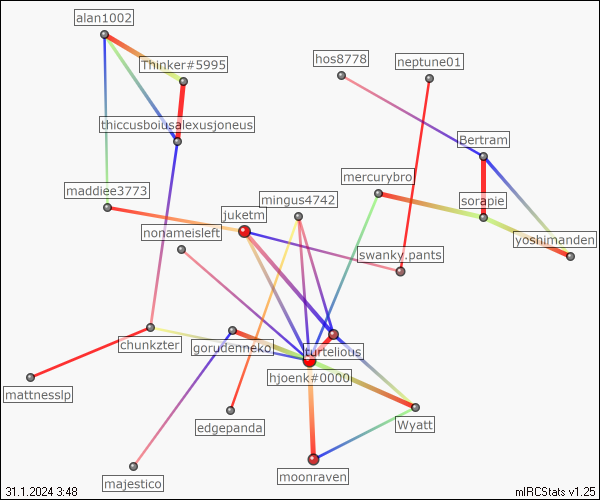 alan1002
Thinker#5995
hos8778
neptune01
thiccusboiusalexusjoneus
Bertram
maddiee3773
mercurybro
mingus4742
sorapie
juketm
nonameisleft
yoshimanden
swanky.pants
chunkzter
gorudenneko
turtelious
hjoenk#0000
mattnesslp
edgepanda
Wyatt
majestico
moonraven
31.1.2024 3:48
mIRCStats v1.25